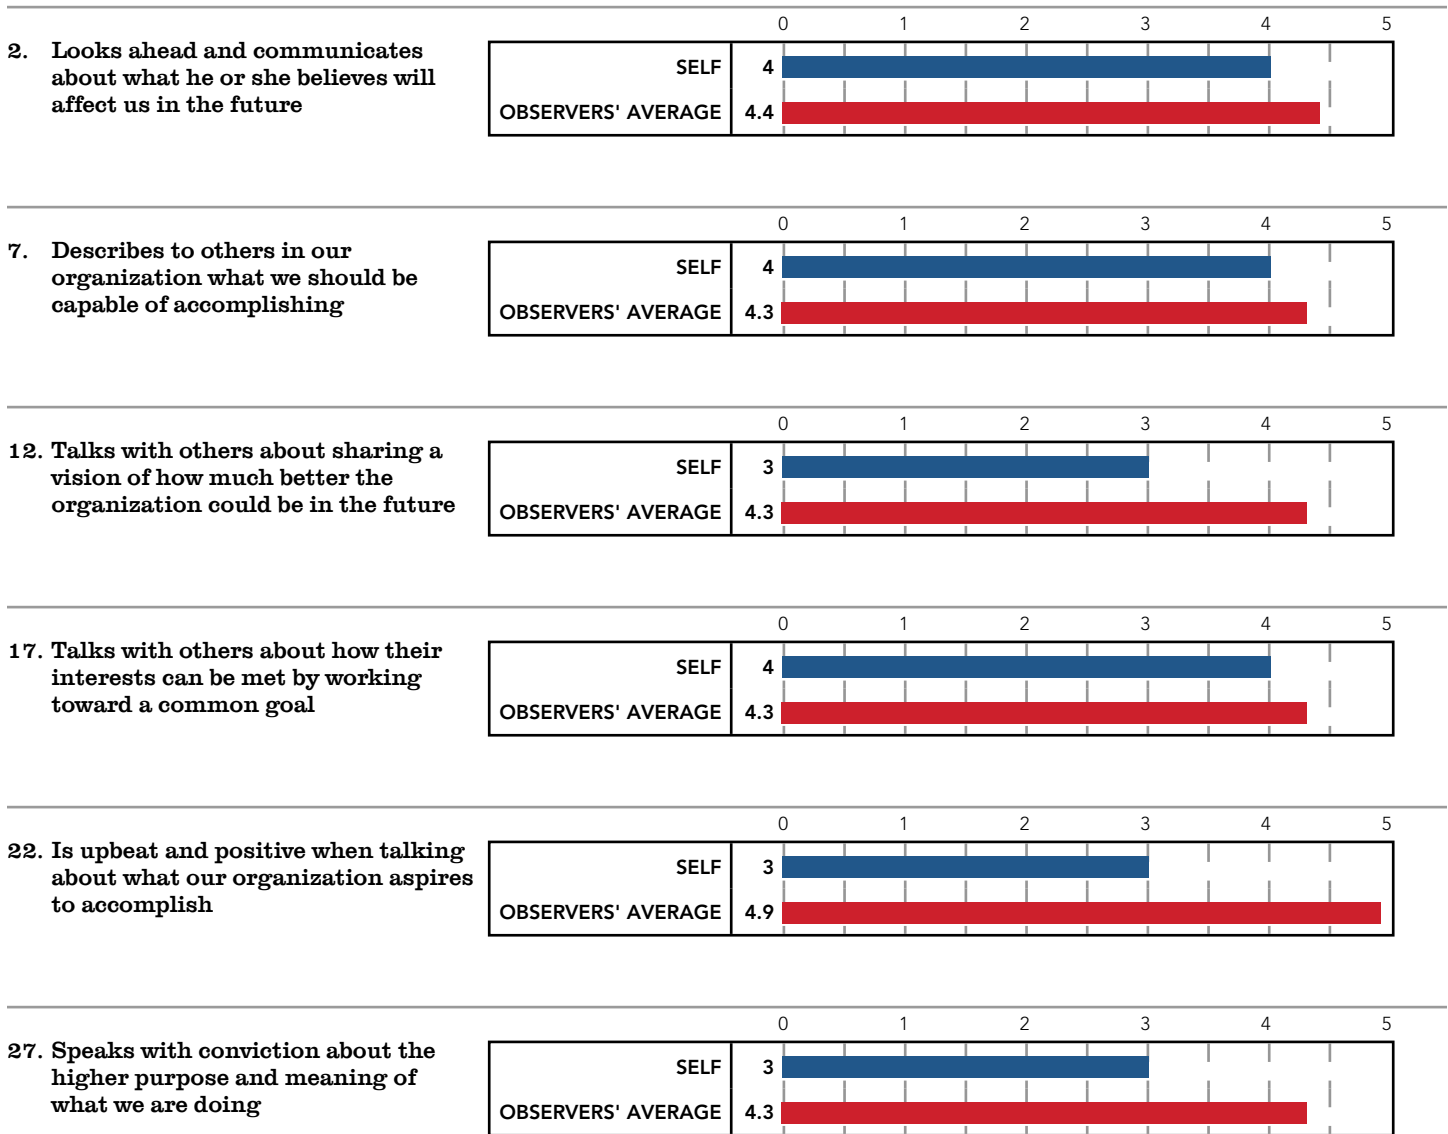 0 1 2 3 4 5
2. Looks ahead and communicates
about what he or she believes will
affect us in the future
SELF 4
OBSERVERS' AVERAGE 4.4
0 1 2 3 4 5
7. Describes to others in our
organization what we should be
capable of accomplishing
SELF 4
OBSERVERS' AVERAGE 4.3
0 1 2 3 4 5
12. Talks with others about sharing a
vision of how much better the
organization could be in the future
SELF 3
OBSERVERS' AVERAGE 4.3
0 1 2 3 4 5
17. Talks with others about how their
interests can be met by working
toward a common goal
SELF 4
OBSERVERS' AVERAGE 4.3
0 1 2 3 4 5
22. Is upbeat and positive when talking
about what our organization aspires
to accomplish
SELF 3
OBSERVERS' AVERAGE 4.9
0 1 2 3 4 5
27. Speaks with conviction about the
higher purpose and meaning of
what we are doing
SELF 3
OBSERVERS' AVERAGE 4.3